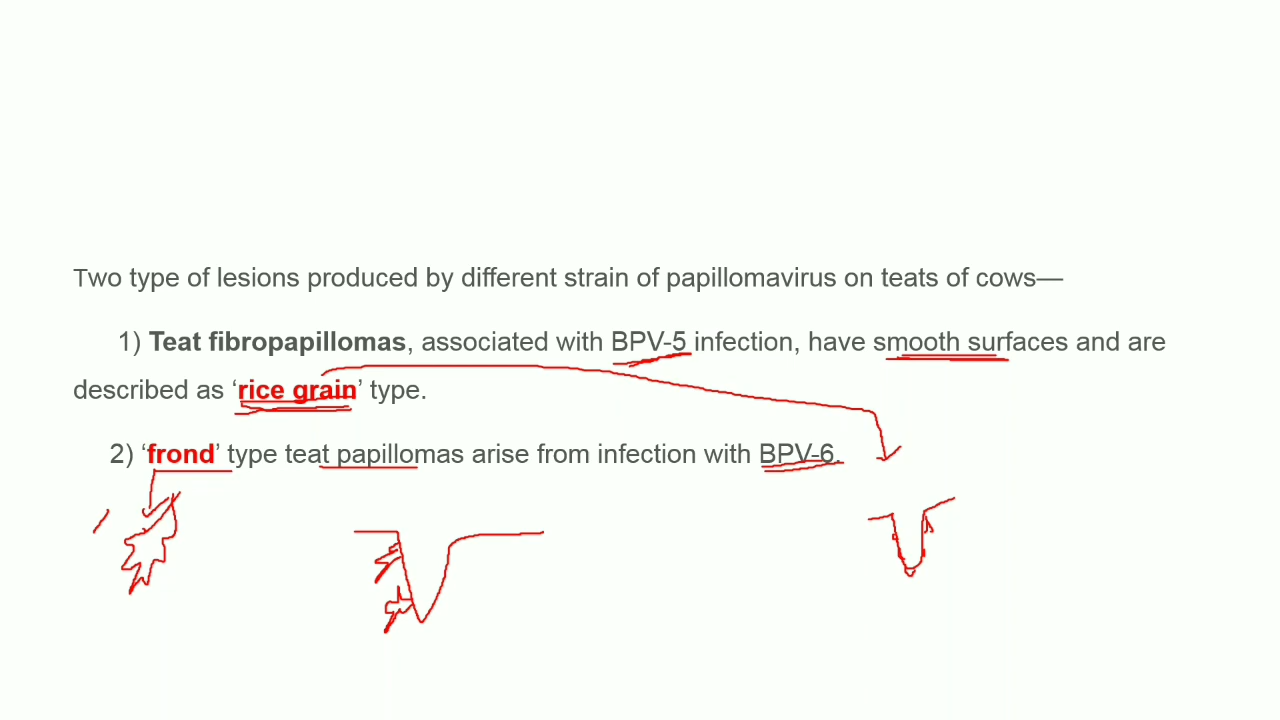 Two type of lesions produced by different strain of papillomavirus on teats of cows—
1) Teat fibropapillomas, associated with BPV-5 infection, have smooth surfaces and are
described as ‘rice grain’ type.
2) ‘frond’ type teat papillomas arise from infection with BPV-6.